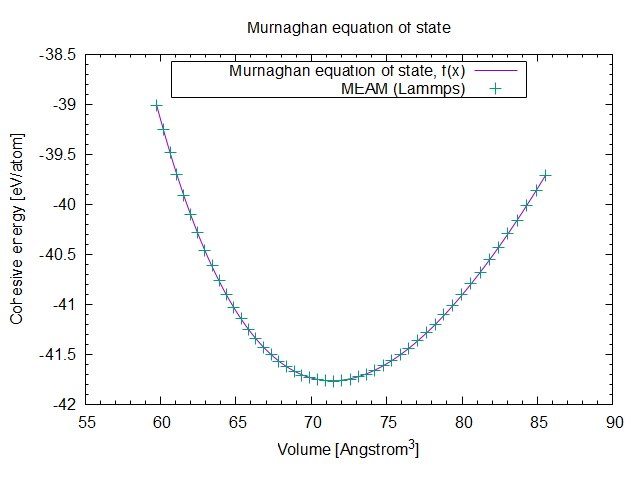 Murnaghan equation of state
Murnaghan equation of state, f(x)
MEAM (Lammps)
-38.5
-39
-39.5
-40
-40.5
-41
-41.5
-42
Cohesive energy [eV/atom]
55 60 65 70 75 80 85 90
Volume [Angstrom³]